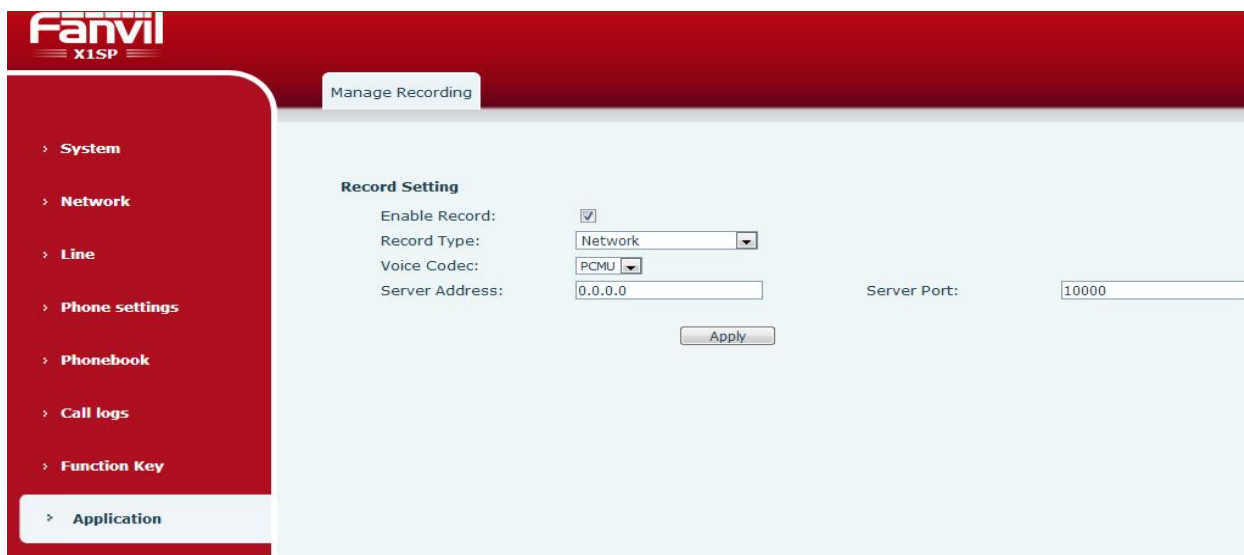 Fanvil
X1SP
Manage Recording
› System
› Network
› Line
› Phone settings
› Phonebook
› Call logs
› Function Key
› Application
Record Setting
Enable Record:
Record Type: Network
Voice Codec: PCMU
Server Address: 0.0.0.0 Server Port: 10000
Apply